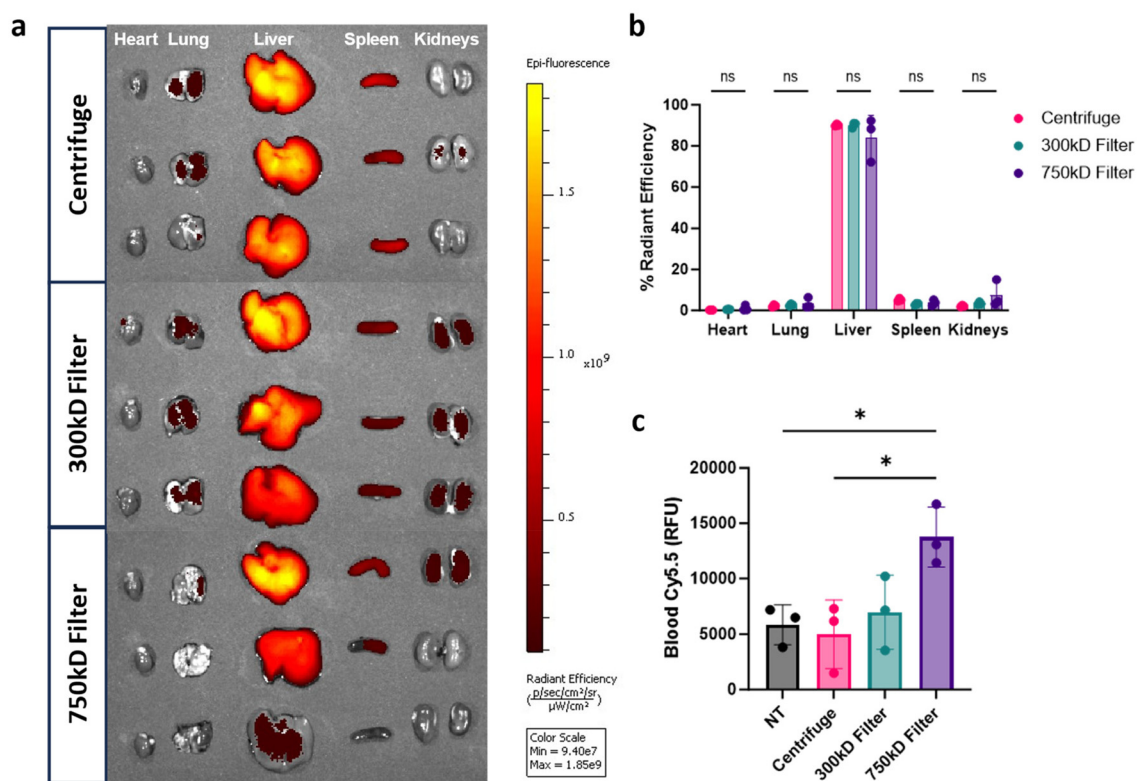 a
Heart Lung Liver Spleen Kidneys
Centrifuge
300kD Filter
750kD Filter
Epi-fluorescence
1.5
1.0
x10⁹
0.5
Radiant Efficiency
(p/sec/cm²/sr / µW/cm²)
Color Scale
Min = 9.40e7
Max = 1.85e9
b
ns ns ns ns ns
% Radiant Efficiency
100
80
60
40
20
0
Heart Lung Liver Spleen Kidneys
Centrifuge
300kD Filter
750kD Filter
c
*
*
Blood Cy5.5 (RFU)
20000
15000
10000
5000
0
NT
Centrifuge
300kD Filter
750kD Filter